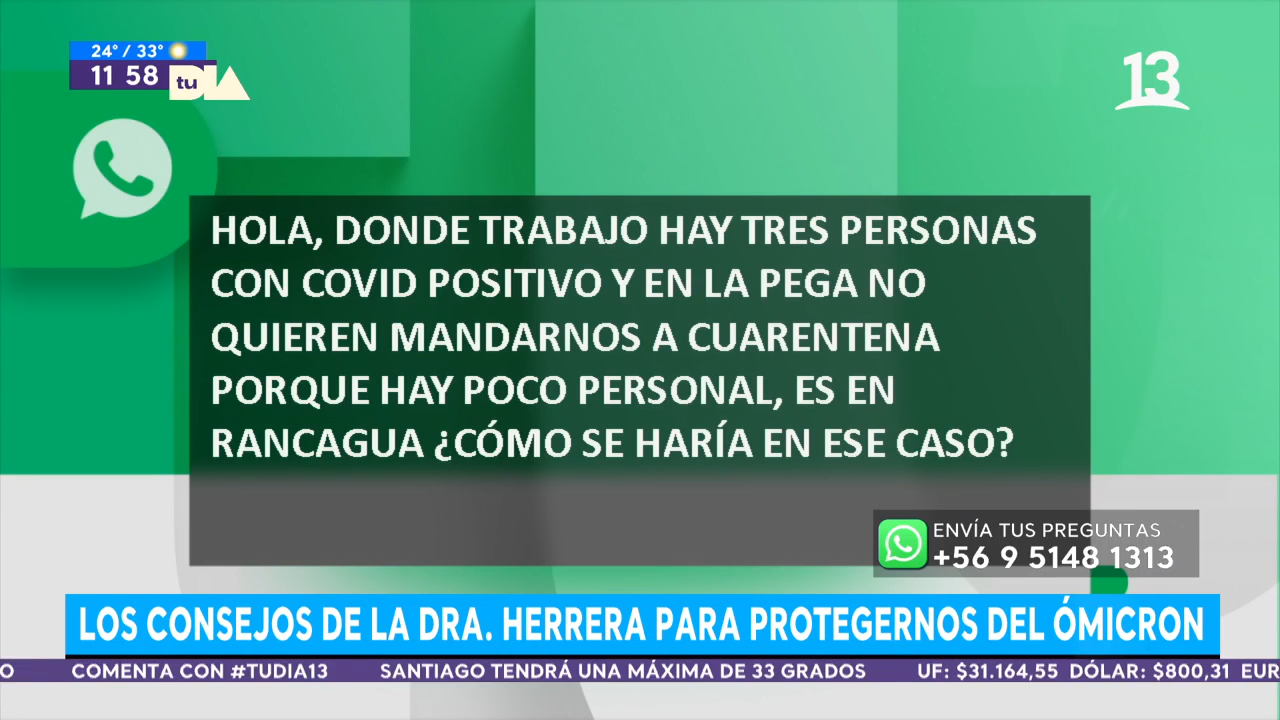 24° / 33°
11 58
tu DIA
13
HOLA, DONDE TRABAJO HAY TRES PERSONAS
CON COVID POSITIVO Y EN LA PEGA NO
QUIEREN MANDARNOS A CUARENTENA
PORQUE HAY POCO PERSONAL, ES EN
RANCAGUA ¿CÓMO SE HARÍA EN ESE CASO?
ENVÍA TUS PREGUNTAS
+56 9 5148 1313
LOS CONSEJOS DE LA DRA. HERRERA PARA PROTEGERNOS DEL ÓMICRON
O COMENTA CON #TUDIA13 SANTIAGO TENDRÁ UNA MÁXIMA DE 33 GRADOS UF: $31.164,55 DÓLAR: $800,31 EUR